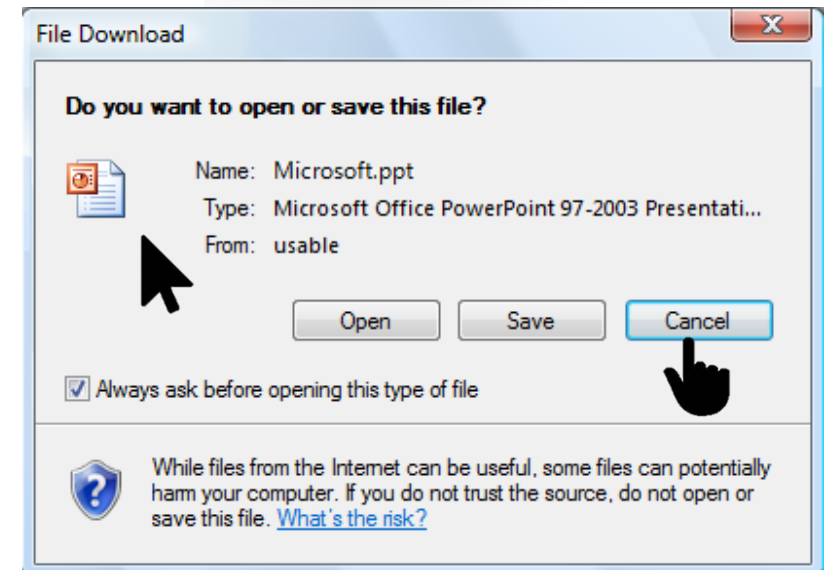 File Download
Do you want to open or save this file?
Name: Microsoft.ppt
Type: Microsoft Office PowerPoint 97-2003 Presentati...
From: usable
Open Save Cancel
Always ask before opening this type of file
While files from the Internet can be useful, some files can potentially
harm your computer. If you do not trust the source, do not open or
save this file. What's the risk?